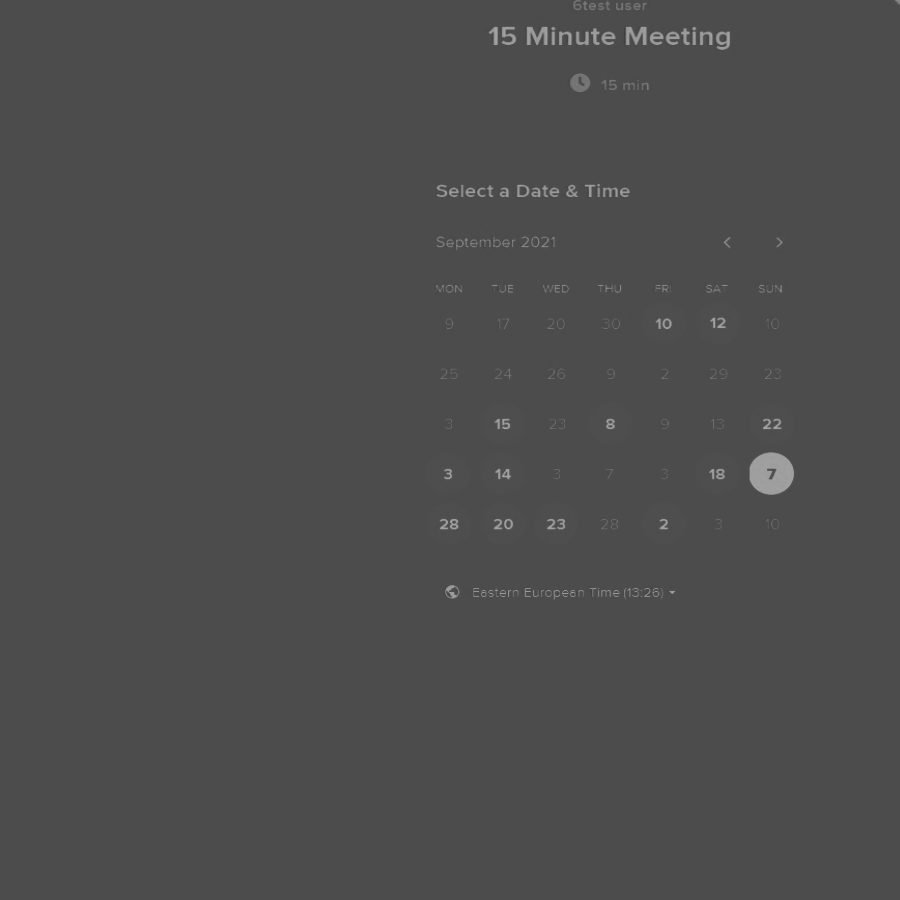 6test user
15 Minute Meeting
15 min
Select a Date & Time
September 2021
MON TUE WED THU FRI SAT SUN
9 17 20 30 10 12 10
25 24 26 9 2 29 23
3 15 23 8 9 13 22
3 14 3 7 3 18 7
28 20 23 28 2 3 10
Eastern European Time (13:26)